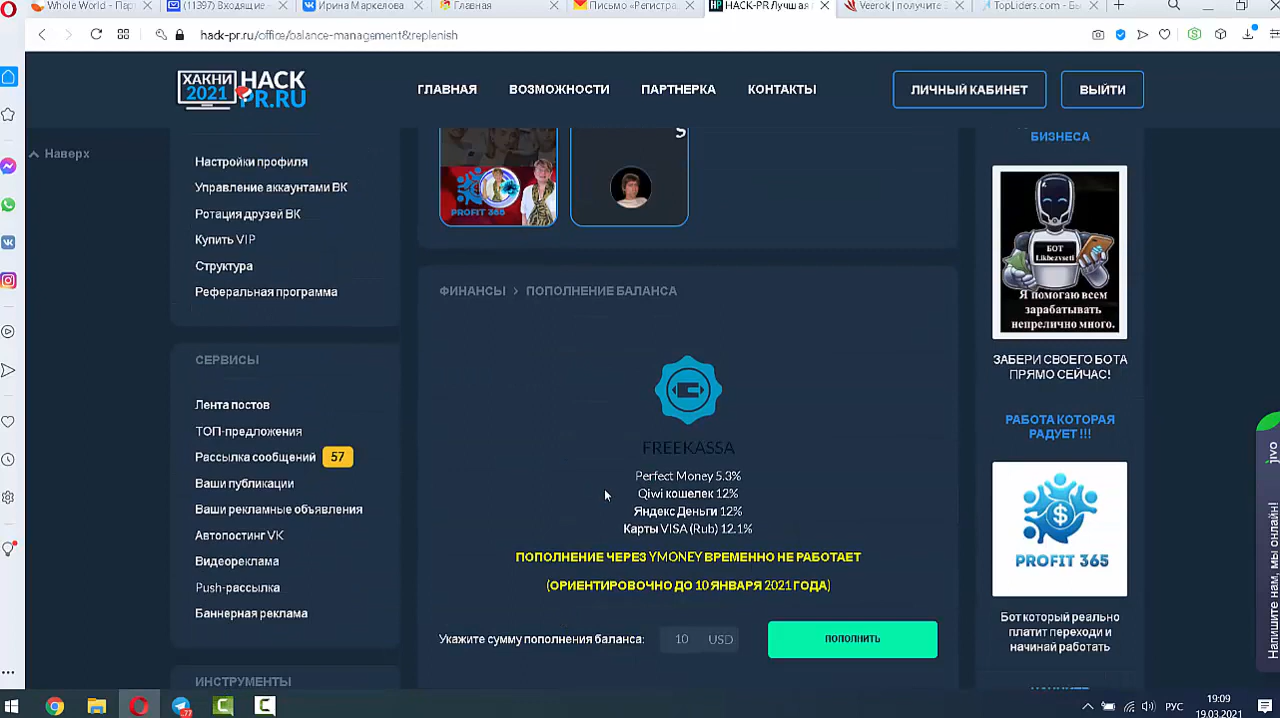 Whole World - Парт
(11397) Входящие -
Ирина Маркелова
Главная
Письмо «Регистра
HACK-PR Лучшая
Veerok | получите
TopLiders.com - Бы
hack-pr.ru/office/balance-management&replenish
ХАКНИ
2021
HACK
PR.RU
ГЛАВНАЯ
ВОЗМОЖНОСТИ
ПАРТНЕРКА
КОНТАКТЫ
ЛИЧНЫЙ КАБИНЕТ
ВЫЙТИ
Наверх
Настройки профиля
Управление аккаунтами ВК
Ротация друзей ВК
Купить VIP
Структура
Реферальная программа
СЕРВИСЫ
Лента постов
ТОП-предложения
Рассылка сообщений 57
Ваши публикации
Ваши рекламные объявления
Автопостинг VK
Видеореклама
Push-рассылка
Баннерная реклама
ИНСТРУМЕНТЫ
PROFIT 365
S
ФИНАНСЫ > ПОПОЛНЕНИЕ БАЛАНСА
FREEKASSA
Perfect Money 5.3%
Qiwi кошелек 12%
Яндекс Деньги 12%
Карты VISA (Rub) 12.1%
ПОПОЛНЕНИЕ ЧЕРЕЗ YMONEY ВРЕМЕННО НЕ РАБОТАЕТ
(ОРИЕНТИРОВОЧНО ДО 10 ЯНВАРЯ 2021 ГОДА)
Укажите сумму пополнения баланса: 10 USD
ПОПОЛНИТЬ
БИЗНЕСА
БОТ
Likbezvseti
Я помогаю всем
зарабатывать
неприлично много.
ЗАБЕРИ СВОЕГО БОТА
ПРЯМО СЕЙЧАС!
РАБОТА КОТОРАЯ
РАДУЕТ !!!
PROFIT 365
Бот который реально
платит переходи и
начинай работать
Напишите нам, мы онлайн!
jivo
77
РУС
19:09
19.03.2021